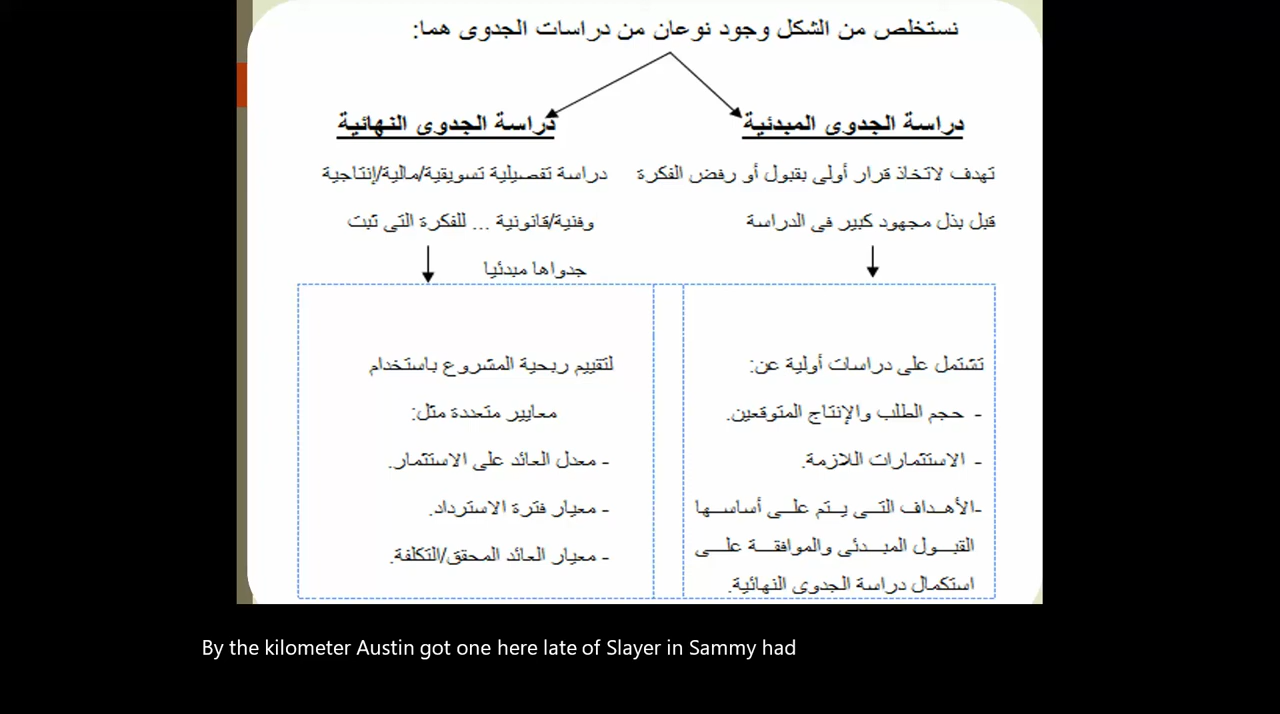 نستخلص من الشكل وجود نوعان من دراسات الجدوى هما:
دراسة الجدوى المبدئية
تهدف لاتخاذ قرار أولى بقبول أو رفض الفكرة
قبل بذل مجهود كبير فى الدراسة
تشتمل على دراسات أولية عن:
- حجم الطلب والإنتاج المتوقعين.
- الاستثمارات اللازمة.
-الأهداف التى يتم على أساسها
القبول المبدئى والموافقة على
استكمال دراسة الجدوى النهائية.
دراسة الجدوى النهائية
دراسة تفصيلية تسويقية/مالية/إنتاجية
وفنية/قانونية ... للفكرة التى ثبت
جدواها مبدئيا
لتقييم ربحية المشروع باستخدام
معايير متعددة مثل:
- معدل العائد على الاستثمار.
- معيار فترة الاسترداد.
- معيار العائد المحقق/التكلفة.
By the kilometer Austin got one here late of Slayer in Sammy had